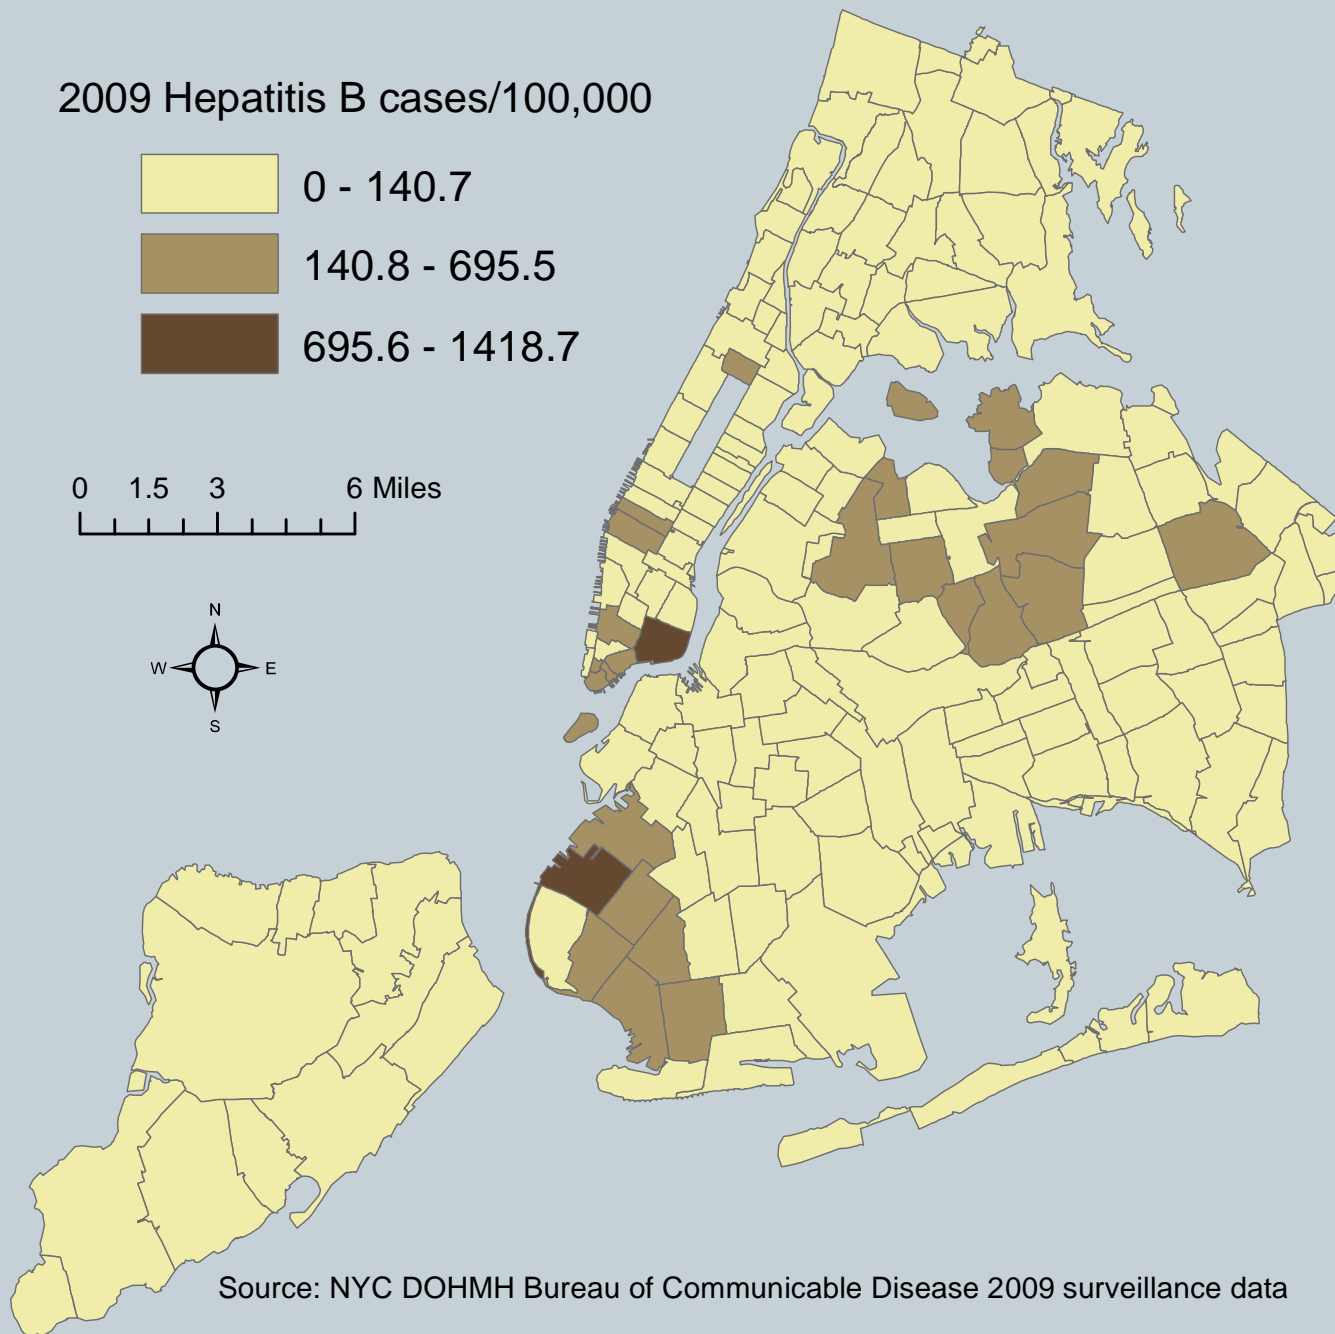 2009 Hepatitis B cases/100,000
0 - 140.7
140.8 - 695.5
695.6 - 1418.7
0 1.5 3 6 Miles
N
W E
S
Source: NYC DOHMH Bureau of Communicable Disease 2009 surveillance data